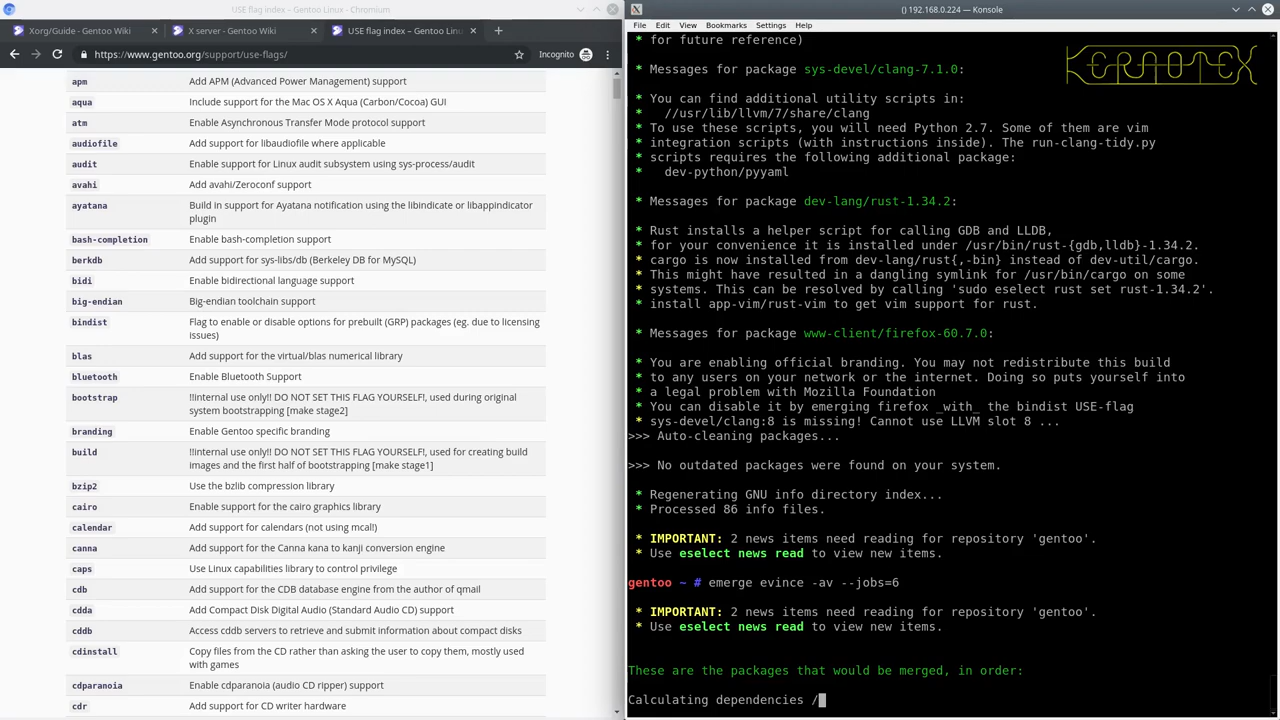 USE flag index – Gentoo Linux - Chromium
Xorg/Guide - Gentoo Wiki
X server - Gentoo Wiki
USE flag index – Gentoo Linux
https://www.gentoo.org/support/use-flags/
Incognito
apm Add APM (Advanced Power Management) support
aqua Include support for the Mac OS X Aqua (Carbon/Cocoa) GUI
atm Enable Asynchronous Transfer Mode protocol support
audiofile Add support for libaudiofile where applicable
audit Enable support for Linux audit subsystem using sys-process/audit
avahi Add avahi/Zeroconf support
ayatana Build in support for Ayatana notification using the libindicate or libappindicator
plugin
bash-completion Enable bash-completion support
berkdb Add support for sys-libs/db (Berkeley DB for MySQL)
bidi Enable bidirectional language support
big-endian Big-endian toolchain support
bindist Flag to enable or disable options for prebuilt (GRP) packages (eg. due to licensing
issues)
blas Add support for the virtual/blas numerical library
bluetooth Enable Bluetooth Support
bootstrap !!internal use only!! DO NOT SET THIS FLAG YOURSELF!, used during original
system bootstrapping [make stage2]
branding Enable Gentoo specific branding
build !!internal use only!! DO NOT SET THIS FLAG YOURSELF!, used for creating build
images and the first half of bootstrapping [make stage1]
bzip2 Use the bzlib compression library
cairo Enable support for the cairo graphics library
calendar Add support for calendars (not using mcal!)
canna Add support for the Canna kana to kanji conversion engine
caps Use Linux capabilities library to control privilege
cdb Add support for the CDB database engine from the author of qmail
cdda Add Compact Disk Digital Audio (Standard Audio CD) support
cddb Access cddb servers to retrieve and submit information about compact disks
cdinstall Copy files from the CD rather than asking the user to copy them, mostly used
with games
cdparanoia Enable cdparanoia (audio CD ripper) support
cdr Add support for CD writer hardware
() 192.168.0.224 — Konsole
File Edit View Bookmarks Settings Help
KERAOTEX
* for future reference)
* Messages for package sys-devel/clang-7.1.0:
* You can find additional utility scripts in:
* //usr/lib/llvm/7/share/clang
* To use these scripts, you will need Python 2.7. Some of them are vim
* integration scripts (with instructions inside). The run-clang-tidy.py
* scripts requires the following additional package:
* dev-python/pyyaml
* Messages for package dev-lang/rust-1.34.2:
* Rust installs a helper script for calling GDB and LLDB,
* for your convenience it is installed under /usr/bin/rust-{gdb,lldb}-1.34.2.
* cargo is now installed from dev-lang/rust{,-bin} instead of dev-util/cargo.
* This might have resulted in a dangling symlink for /usr/bin/cargo on some
* systems. This can be resolved by calling 'sudo eselect rust set rust-1.34.2'.
* install app-vim/rust-vim to get vim support for rust.
* Messages for package www-client/firefox-60.7.0:
* You are enabling official branding. You may not redistribute this build
* to any users on your network or the internet. Doing so puts yourself into
* a legal problem with Mozilla Foundation
* You can disable it by emerging firefox _with_ the bindist USE-flag
* sys-devel/clang:8 is missing! Cannot use LLVM slot 8 ...
>>> Auto-cleaning packages...
>>> No outdated packages were found on your system.
* Regenerating GNU info directory index...
* Processed 86 info files.
* IMPORTANT: 2 news items need reading for repository 'gentoo'.
* Use eselect news read to view new items.
gentoo ~ # emerge evince -av --jobs=6
* IMPORTANT: 2 news items need reading for repository 'gentoo'.
* Use eselect news read to view new items.
These are the packages that would be merged, in order:
Calculating dependencies /